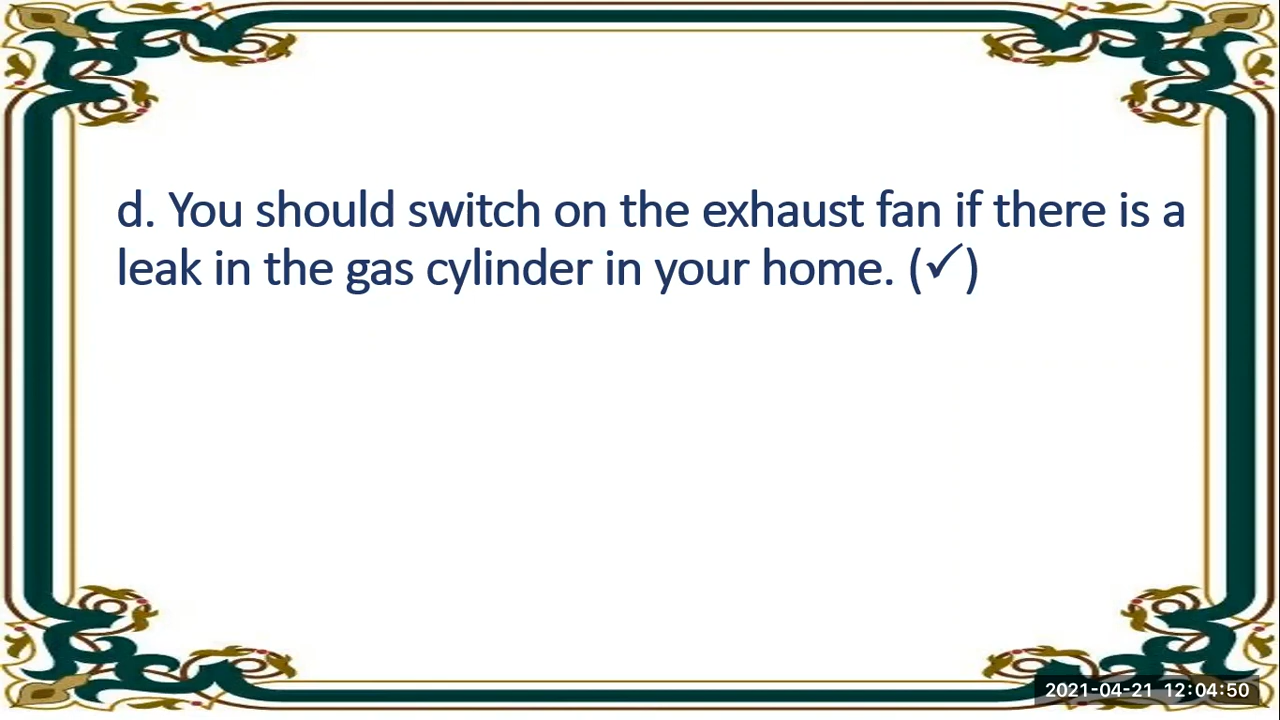 d. You should switch on the exhaust fan if there is a
leak in the gas cylinder in your home. (✓)
2021-04-21 12:04:50